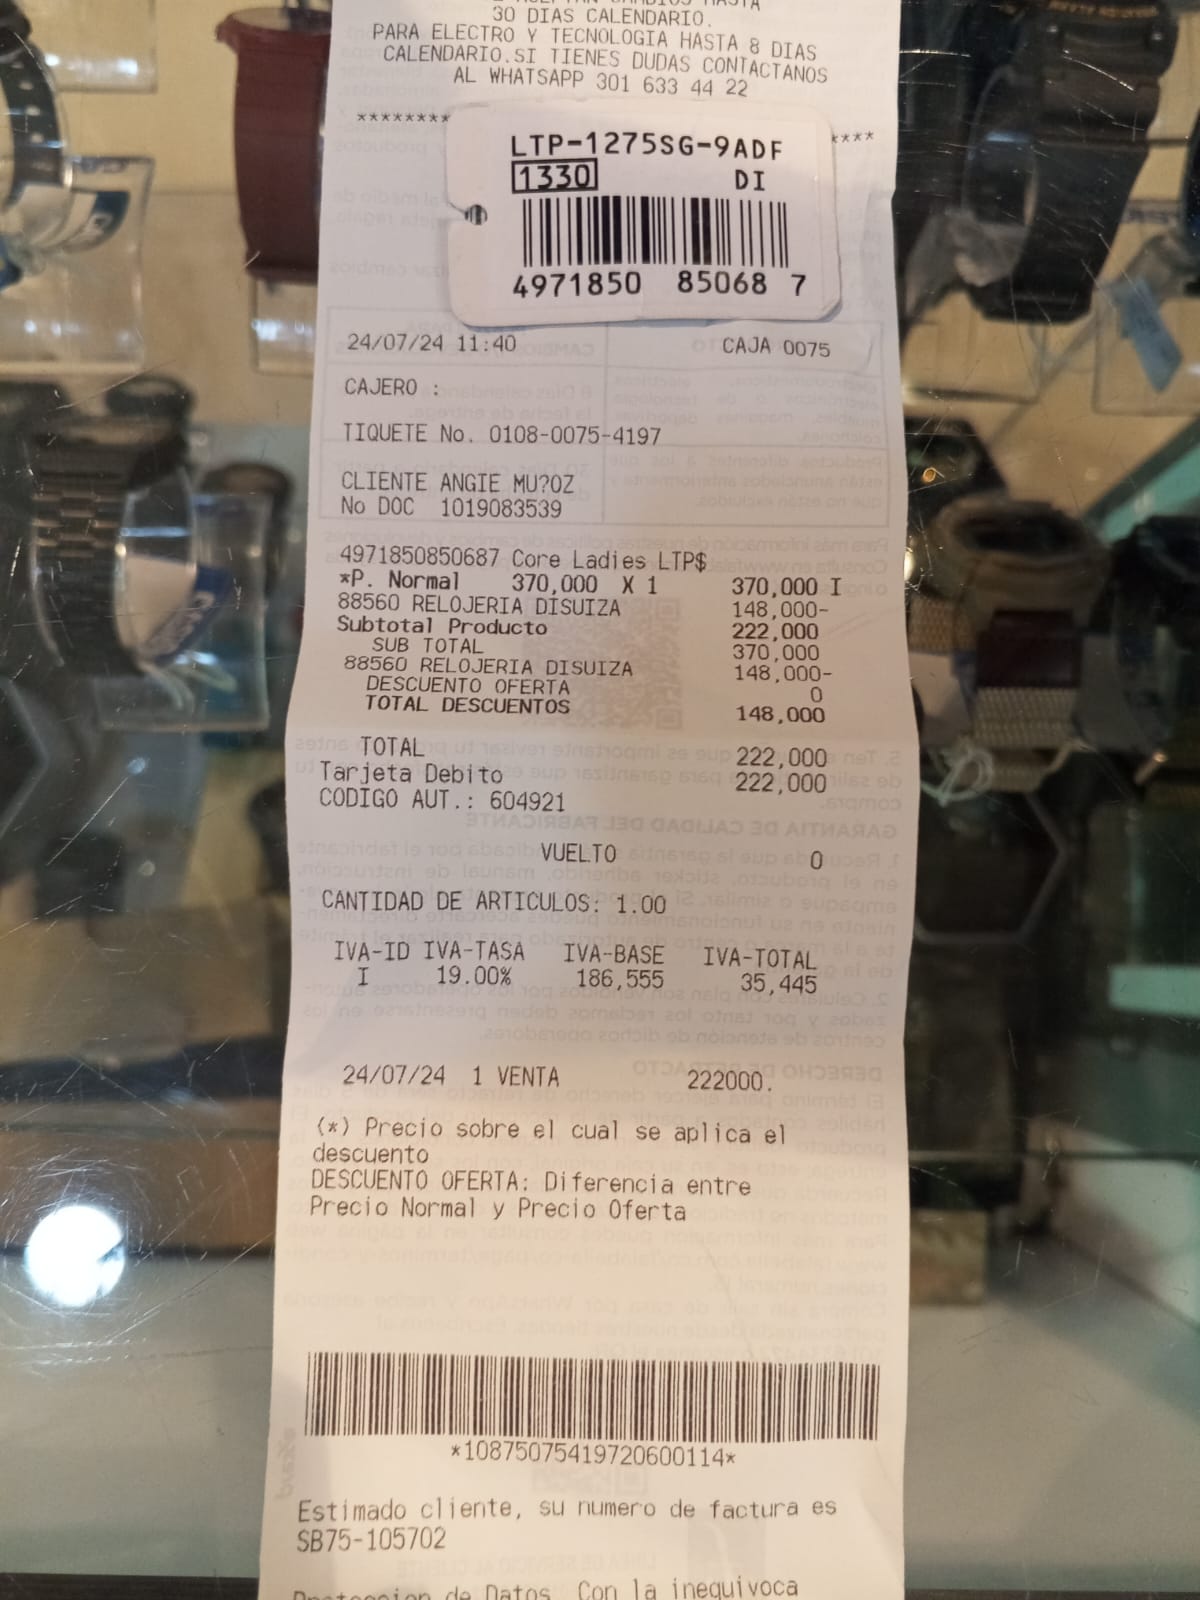 30 DIAS CALENDARIO.
PARA ELECTRO Y TECNOLOGIA HASTA 8 DIAS
CALENDARIO.SI TIENES DUDAS CONTACTANOS
AL WHATSAPP 301 633 44 22
LTP-1275SG-9ADF
1330 DI
4971850 85068 7
24/07/24 11:40 CAJA 0075
CAJERO :
TIQUETE No. 0108-0075-4197
CLIENTE ANGIE MU?OZ
No DOC 1019083539
4971850850687 Core Ladies LTP$
*P. Normal 370,000 X 1 370,000 I
88560 RELOJERIA DISUIZA 148,000-
Subtotal Producto 222,000
SUB TOTAL 370,000
88560 RELOJERIA DISUIZA 148,000-
DESCUENTO OFERTA 0
TOTAL DESCUENTOS 148,000
TOTAL 222,000
Tarjeta Debito 222,000
CODIGO AUT.: 604921
VUELTO 0
CANTIDAD DE ARTICULOS: 1.00
IVA-ID IVA-TASA IVA-BASE IVA-TOTAL
I 19.00% 186,555 35,445
24/07/24 1 VENTA 222000.
(*) Precio sobre el cual se aplica el
descuento
DESCUENTO OFERTA: Diferencia entre
Precio Normal y Precio Oferta
*10875075419720600114*
Estimado cliente, su numero de factura es
SB75-105702
de Datos. Con la inequivoca